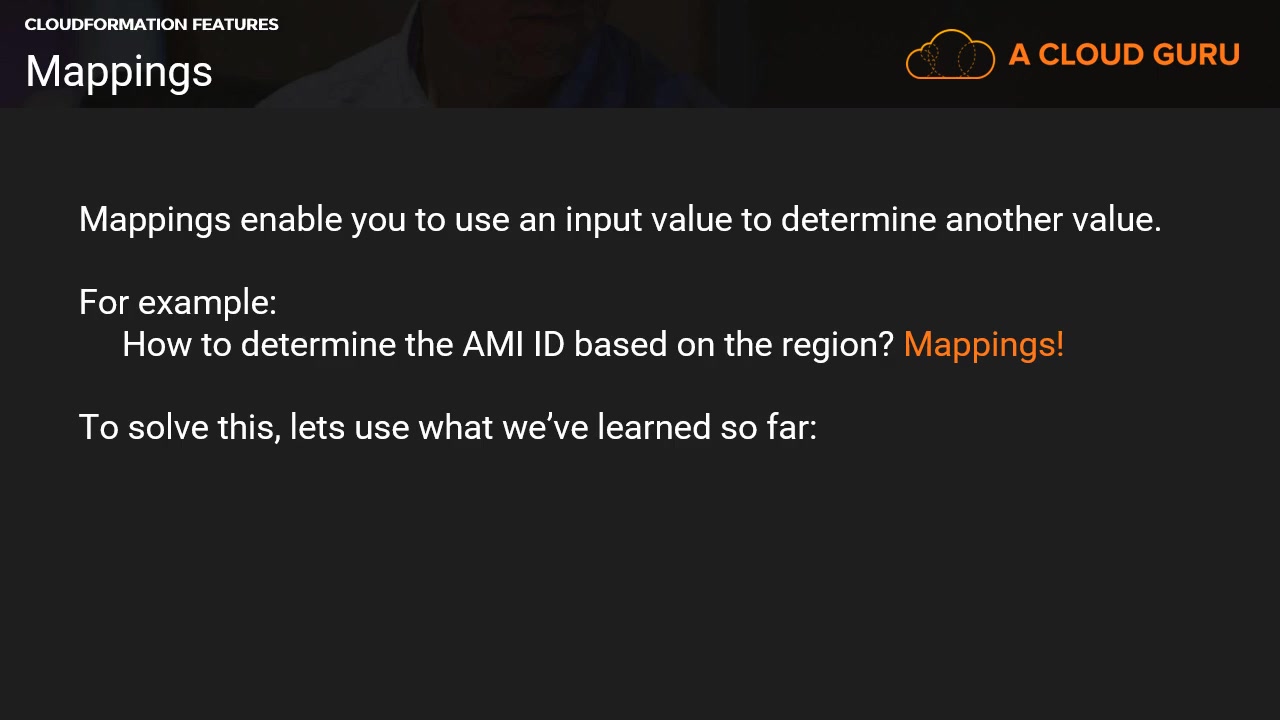 CLOUDFORMATION FEATURES
Mappings
A CLOUD GURU
Mappings enable you to use an input value to determine another value.
For example:
How to determine the AMI ID based on the region? Mappings!
To solve this, lets use what we’ve learned so far: